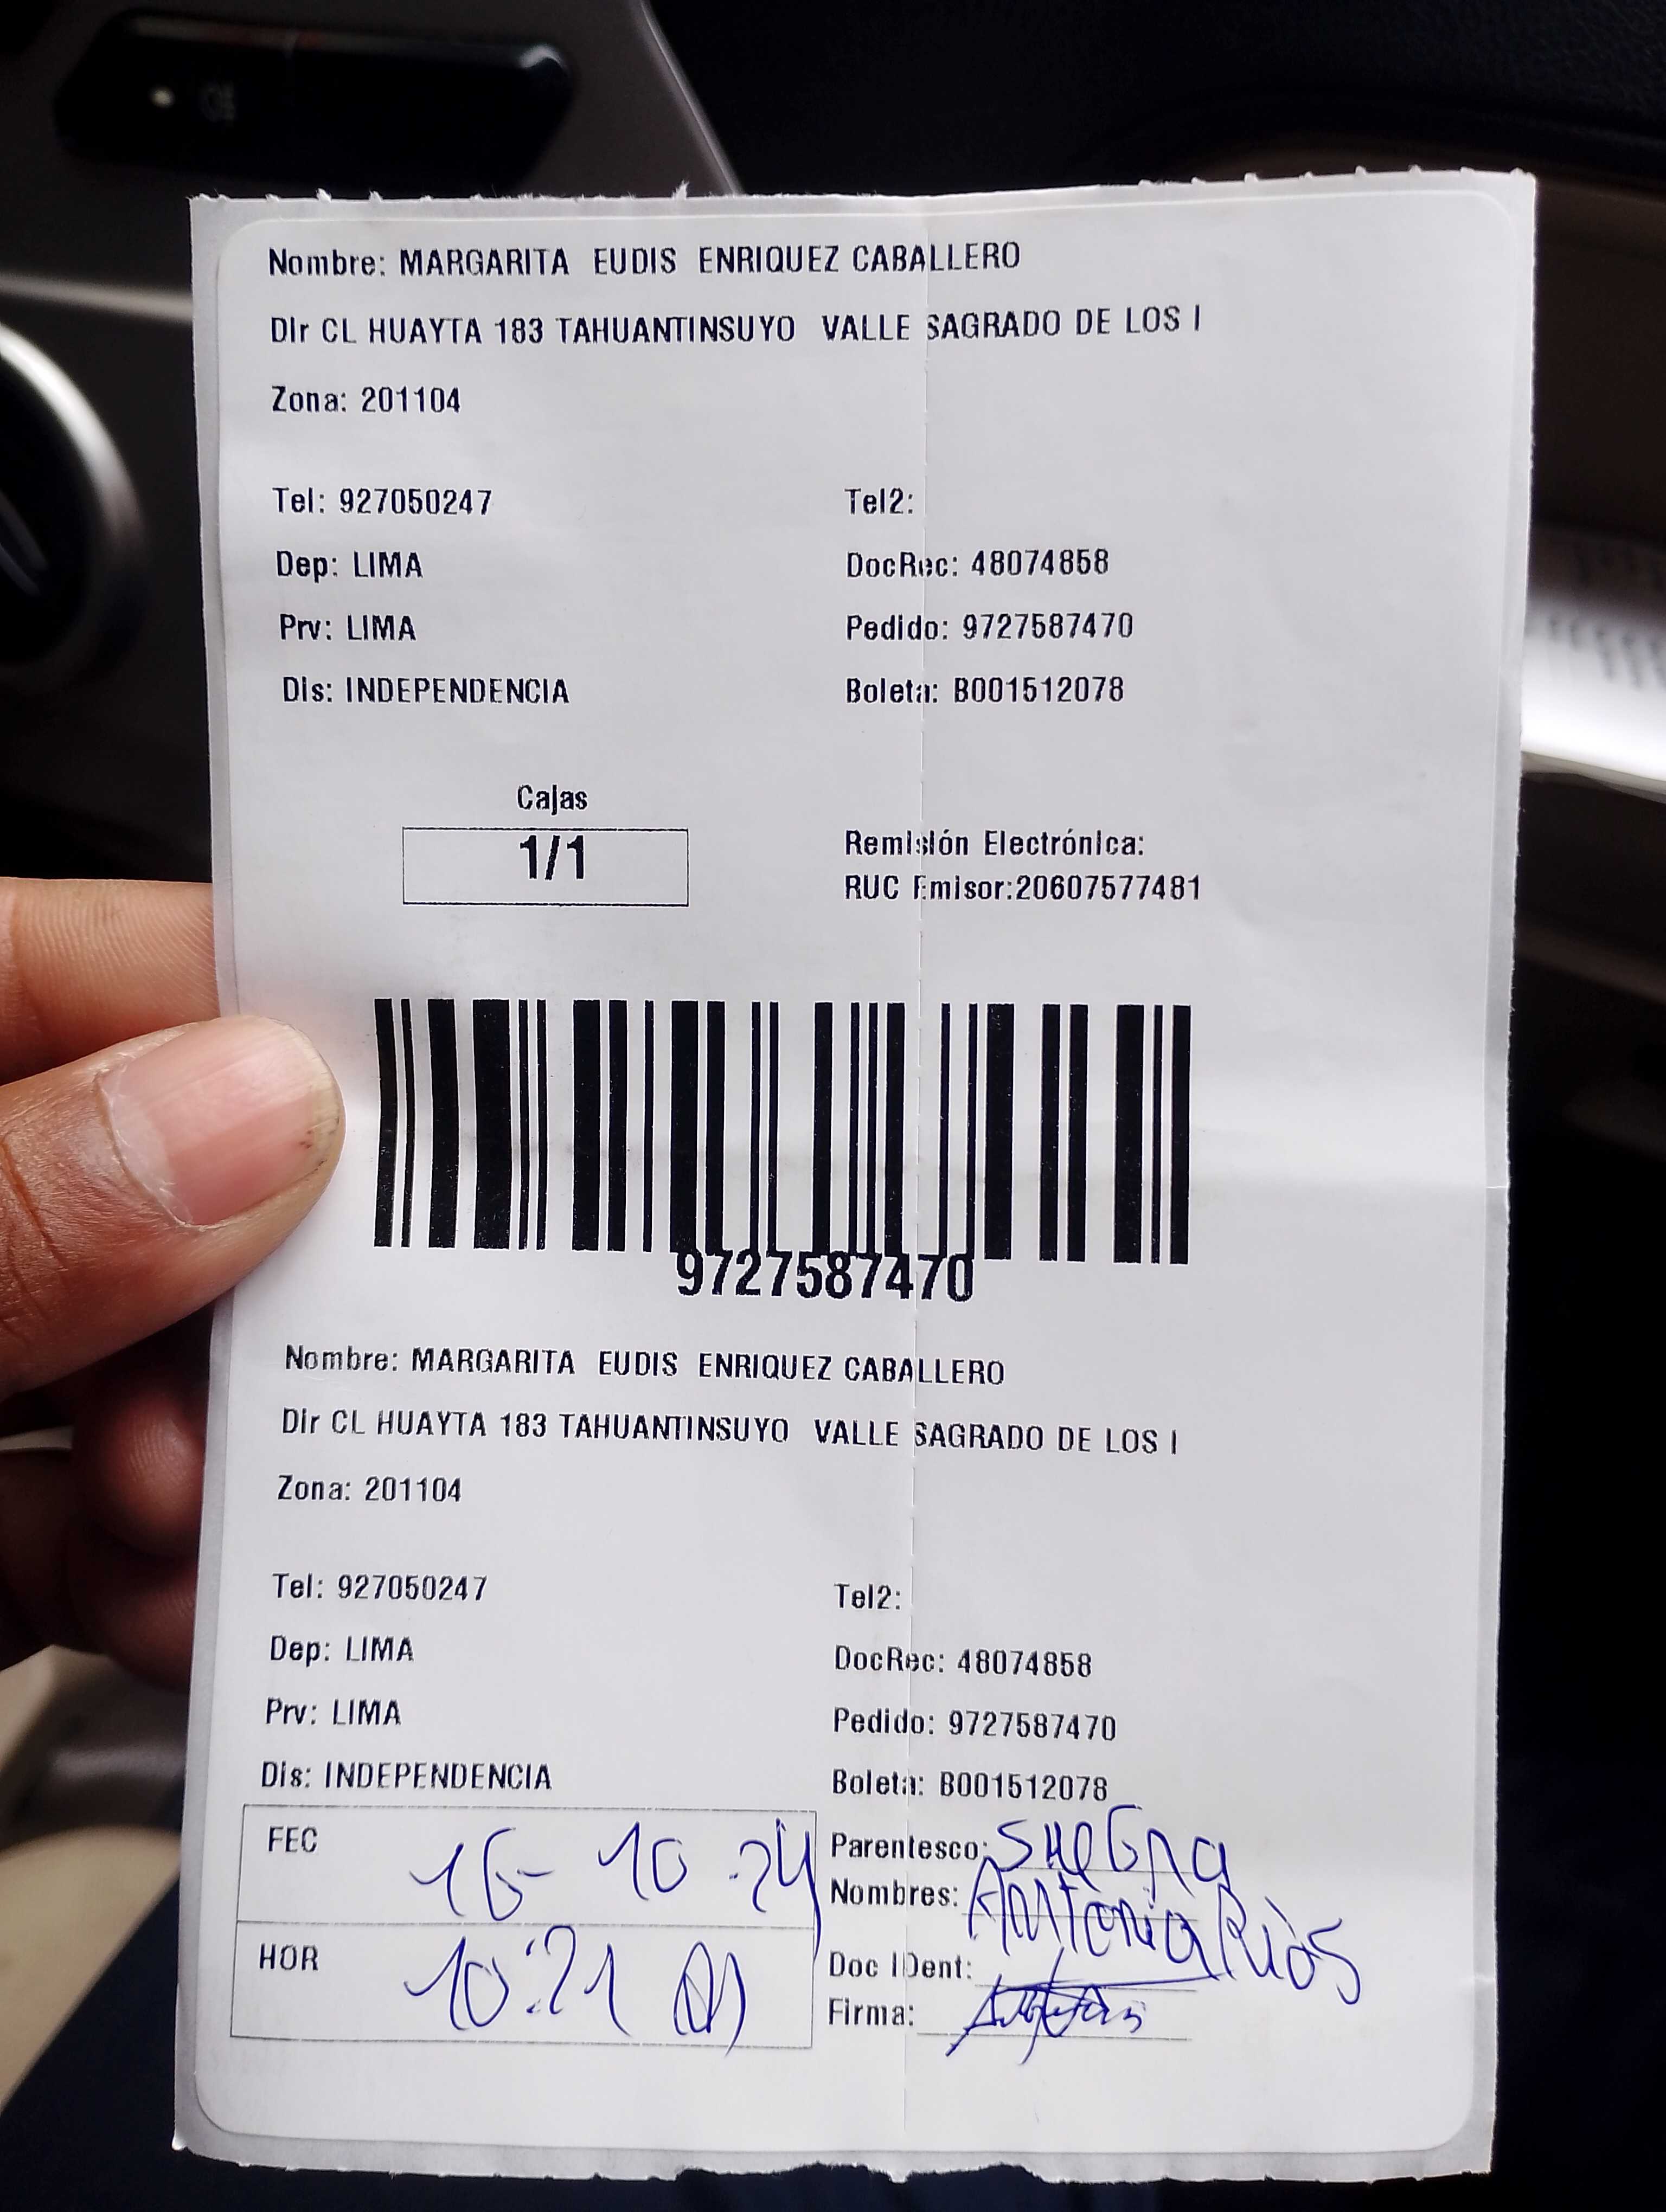 Nombre: MARGARITA EUDIS ENRIQUEZ CABALLERO
Dir CL HUAYTA 183 TAHUANTINSUYO VALLE SAGRADO DE LOS I
Zona: 201104
Tel: 927050247 Tel2:
Dep: LIMA DocRec: 48074858
Prv: LIMA Pedido: 9727587470
Dis: INDEPENDENCIA Boleta: B001512078
Cajas
1/1
Remisión Electrónica:
RUC Emisor:20607577481
9727587470
Nombre: MARGARITA EUDIS ENRIQUEZ CABALLERO
Dir CL HUAYTA 183 TAHUANTINSUYO VALLE SAGRADO DE LOS I
Zona: 201104
Tel: 927050247 Tel2:
Dep: LIMA DocRec: 48074858
Prv: LIMA Pedido: 9727587470
Dis: INDEPENDENCIA Boleta: B001512078
FEC 16-10-24
Parentesco: Suegra
Nombres: Antonia Rios
HOR 10:21
Doc IDent:
Firma: